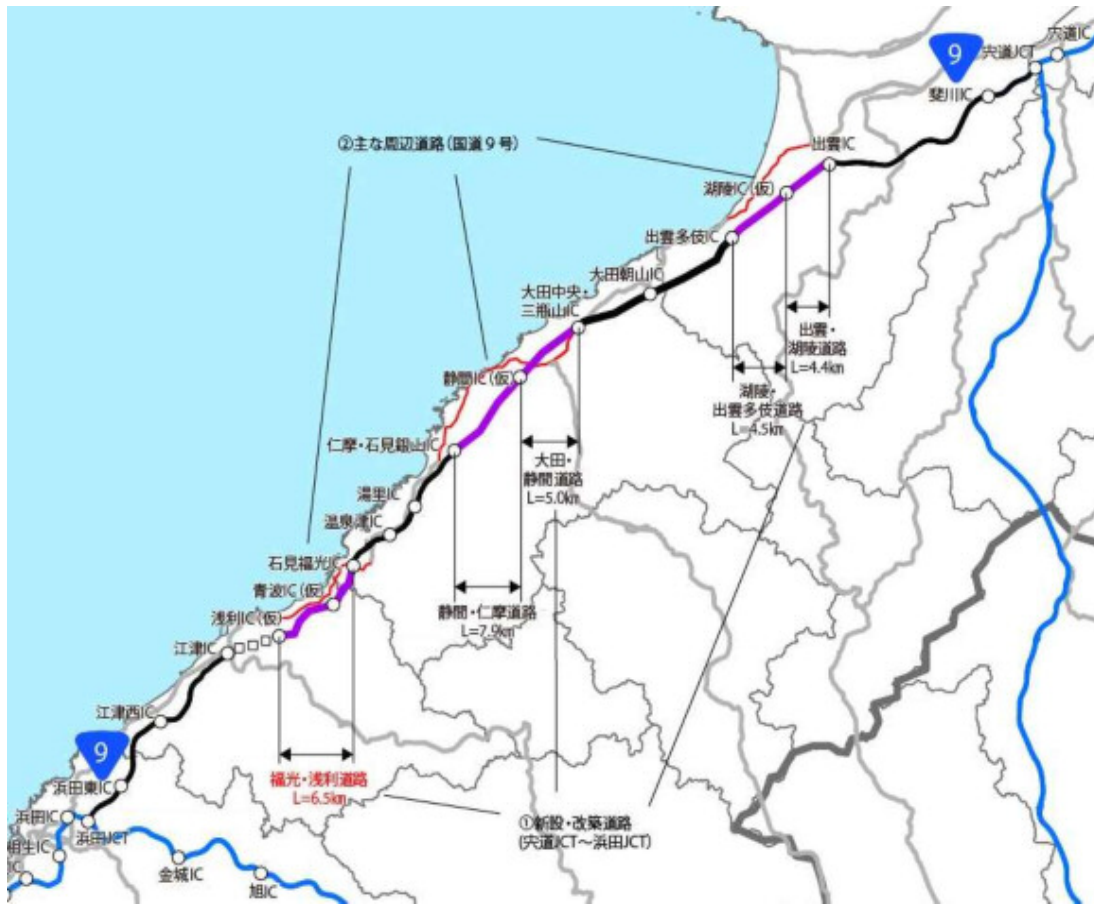 宍道IC
9
宍道JCT
斐川IC
②主な周辺道路(国道9号)
出雲IC
湖陵IC(仮)
出雲多伎IC
大田朝山IC
大田中央・
三瓶山IC
出雲・
湖陵道路
L=4.4km
静間IC(仮)
湖陵・
出雲多伎道路
L=4.5km
仁摩・石見銀山IC
大田・
静間道路
L=5.0km
湯里IC
温泉津IC
石見福光IC
青波IC(仮)
静間・仁摩道路
L=7.9km
浅利IC(仮)
江津IC
江津西IC
9
福光・浅利道路
L=6.5km
浜田東IC
浜田IC
①新設・改築道路
(宍道JCT〜浜田JCT)
浜田JCT
相生IC
IC
金城IC
旭IC